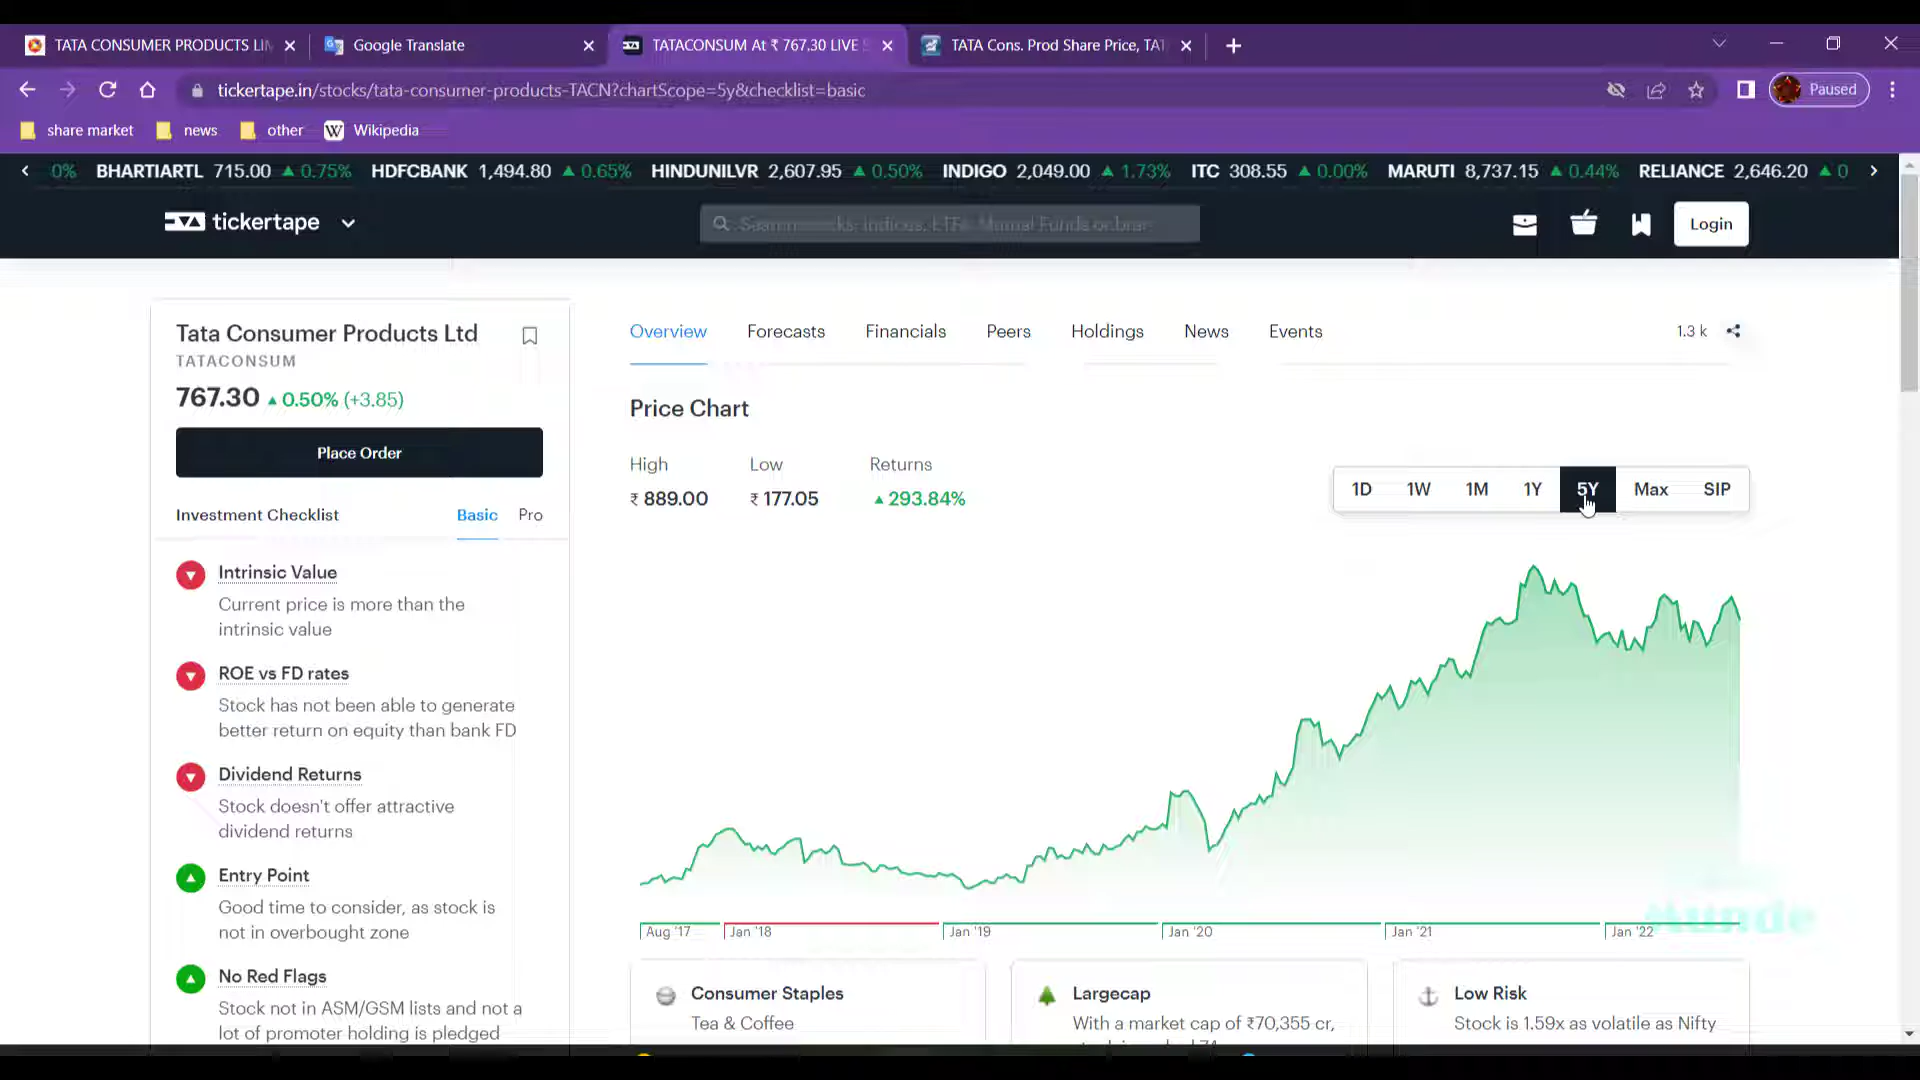 TATA CONSUMER PRODUCTS LIM
Google Translate
TATACONSUM At ₹ 767.30 LIVE S
TATA Cons. Prod Share Price, TAT
tickertape.in/stocks/tata-consumer-products-TACN?chartScope=5y&checklist=basic
Paused
share market
news
other
Wikipedia
0% BHARTIARTL 715.00 ▲ 0.75% HDFCBANK 1,494.80 ▲ 0.65% HINDUNILVR 2,607.95 ▲ 0.50% INDIGO 2,049.00 ▲ 1.73% ITC 308.55 ▲ 0.00% MARUTI 8,737.15 ▲ 0.44% RELIANCE 2,646.20 ▲ 0
tickertape
Login
Tata Consumer Products Ltd
TATACONSUM
767.30 ▲ 0.50% (+3.85)
Place Order
Investment Checklist
Basic Pro
Intrinsic Value
Current price is more than the
intrinsic value
ROE vs FD rates
Stock has not been able to generate
better return on equity than bank FD
Dividend Returns
Stock doesn't offer attractive
dividend returns
Entry Point
Good time to consider, as stock is
not in overbought zone
No Red Flags
Stock not in ASM/GSM lists and not a
lot of promoter holding is pledged
Overview Forecasts Financials Peers Holdings News Events
1.3 k
Price Chart
High Low Returns
₹ 889.00 ₹ 177.05 ▲ 293.84%
1D 1W 1M 1Y 5Y Max SIP
Aug '17 Jan '18 Jan '19 Jan '20 Jan '21 Jan '22
Consumer Staples
Tea & Coffee
Largecap
With a market cap of ₹70,355 cr,
Low Risk
Stock is 1.59x as volatile as Nifty